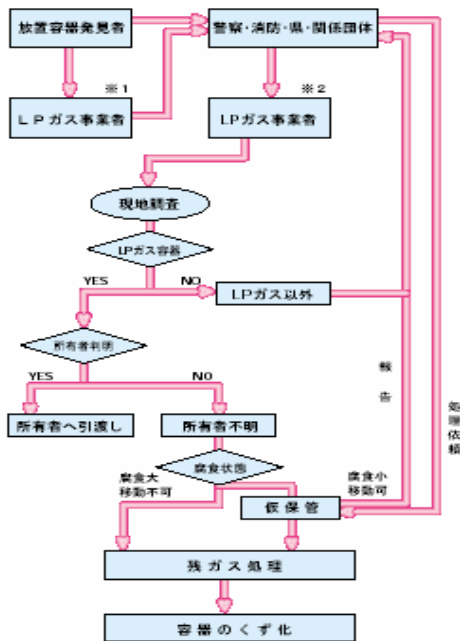 放置容器発見者
警察・消防・県・関係団体
※1
※2
LPガス事業者
LPガス事業者
現地調査
LPガス容器
YES
NO
LPガス以外
所有者判明
YES
NO
報告
処理依頼
所有者へ引渡し
所有者不明
腐食状態
腐食大
移動不可
腐食小
移動可
仮保管
残ガス処理
容器のくず化